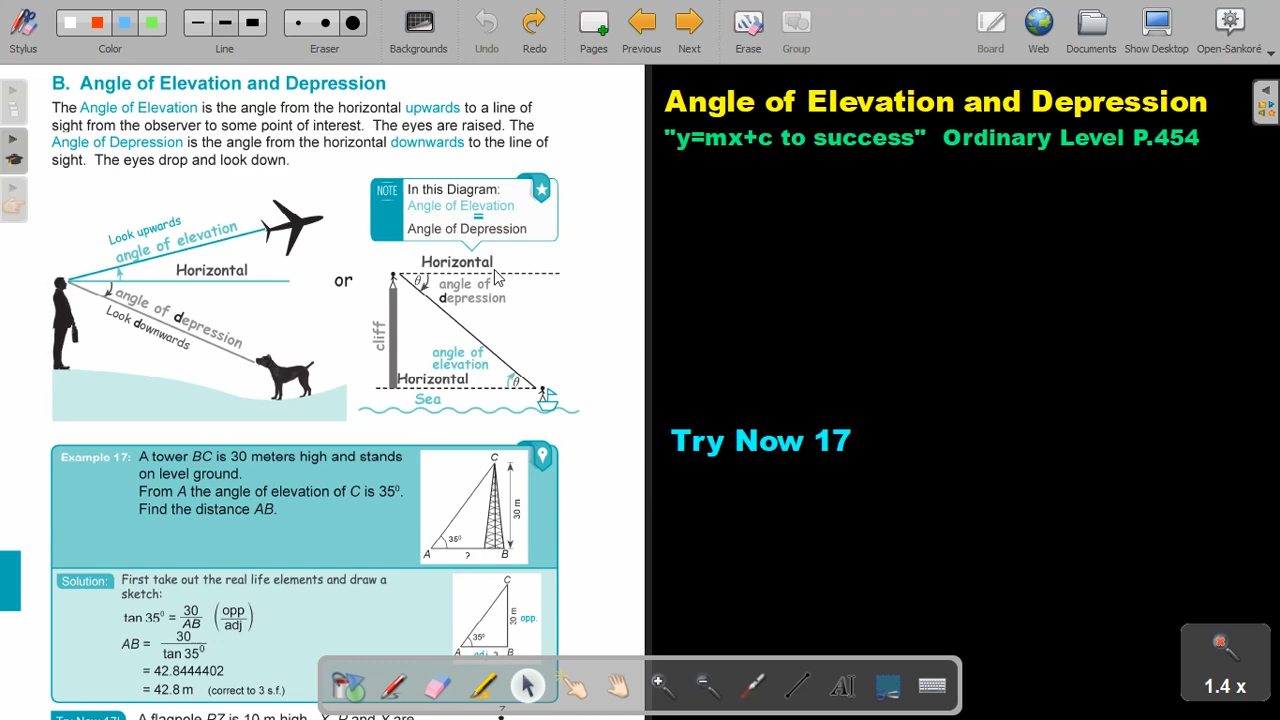 Stylus
Color
Line
Eraser
Backgrounds
Undo
Redo
Pages
Previous
Next
Erase
Group
Board
Web
Documents
Show Desktop
Open-Sankoré
B. Angle of Elevation and Depression
The Angle of Elevation is the angle from the horizontal upwards to a line of
sight from the observer to some point of interest. The eyes are raised. The
Angle of Depression is the angle from the horizontal downwards to the line of
sight. The eyes drop and look down.
Look upwards
angle of elevation
Horizontal
angle of depression
Look downwards
or
NOTE
In this Diagram:
Angle of Elevation
=
Angle of Depression
Horizontal
θ
angle of
depression
cliff
angle of
elevation
Horizontal
θ
Sea
Example 17:
A tower BC is 30 meters high and stands
on level ground.
From A the angle of elevation of C is 35⁰.
Find the distance AB.
C
30 m
35⁰
A
?
B
Solution:
First take out the real life elements and draw a
sketch:
tan 35⁰ = 30/AB (opp/adj)
AB = 30/tan 35⁰
= 42.8444402
= 42.8 m (correct to 3 s.f.)
C
30 m
opp.
35⁰
A
adj
?
B
Angle of Elevation and Depression
"y=mx+c to success" Ordinary Level P.454
Try Now 17
1.4 x